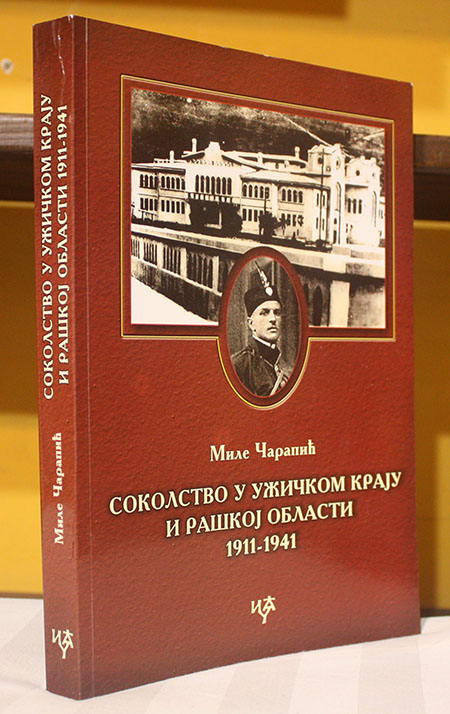 Миле Чарапић
СОКОЛСТВО У УЖИЧКОМ КРАЈУ
И РАШКОЈ ОБЛАСТИ
1911-1941
СОКОЛСТВО У УЖИЧКОМ КРАЈУ
И РАШКОЈ ОБЛАСТИ 1911-1941
Миле Чарапић